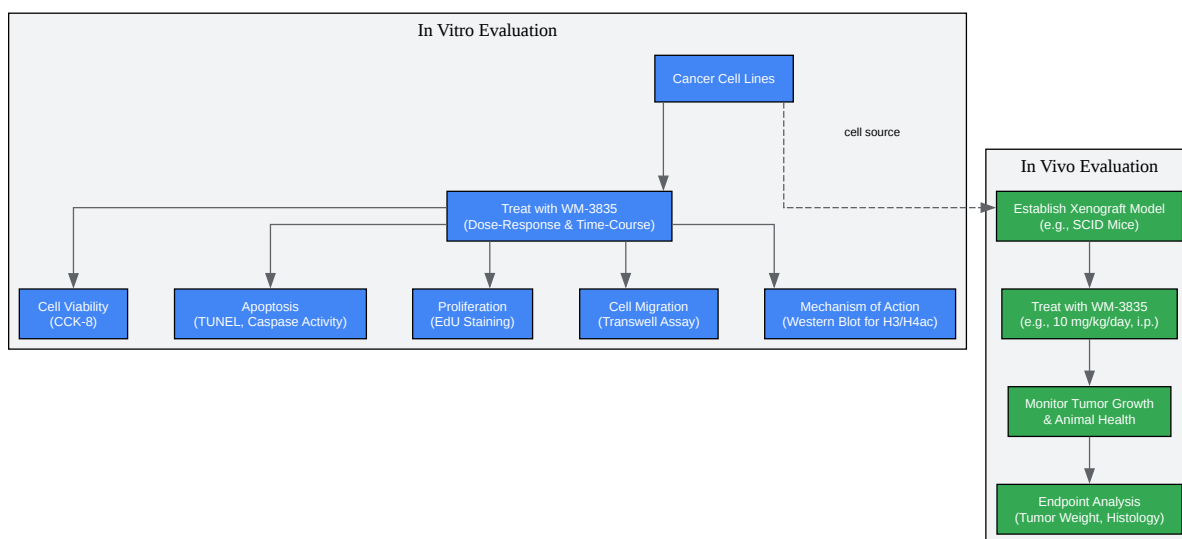 In Vitro Evaluation
Cancer Cell Lines
cell source
Treat with WM-3835
(Dose-Response & Time-Course)
Cell Viability
(CCK-8)
Apoptosis
(TUNEL, Caspase Activity)
Proliferation
(EdU Staining)
Cell Migration
(Transwell Assay)
Mechanism of Action
(Western Blot for H3/H4ac)
In Vivo Evaluation
Establish Xenograft Model
(e.g., SCID Mice)
Treat with WM-3835
(e.g., 10 mg/kg/day, i.p.)
Monitor Tumor Growth
& Animal Health
Endpoint Analysis
(Tumor Weight, Histology)